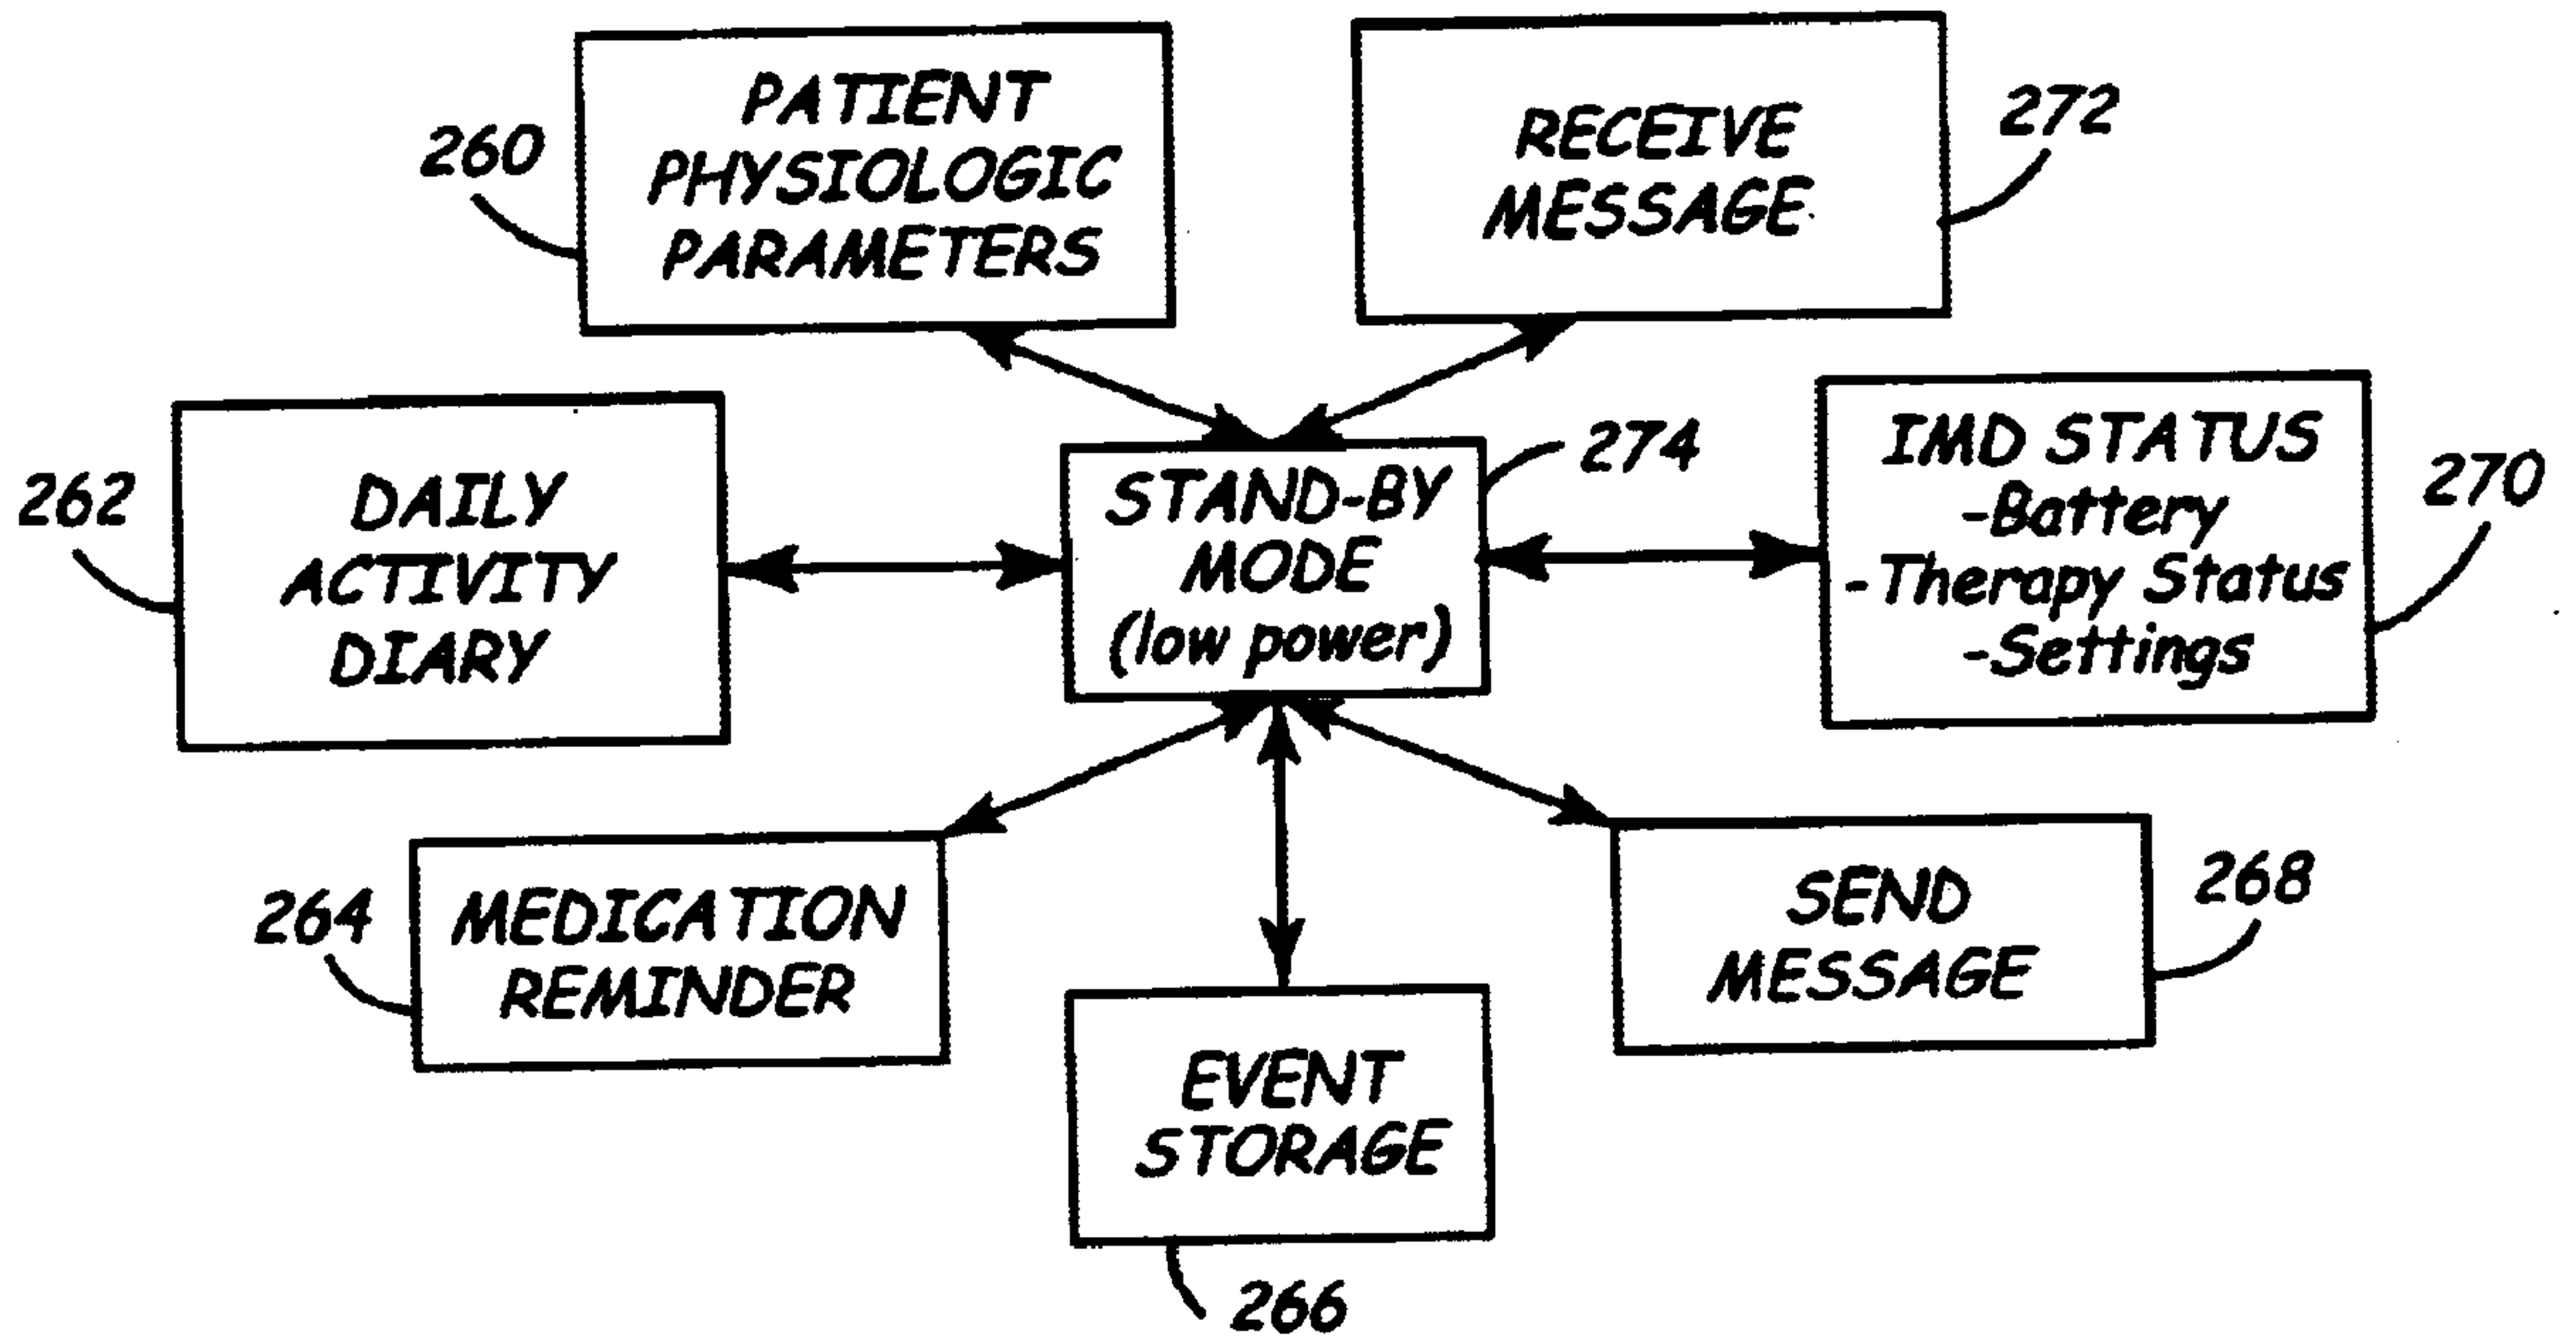 260
PATIENT
PHYSIOLOGIC
PARAMETERS
RECEIVE
MESSAGE
272
262
DAILY
ACTIVITY
DIARY
STAND-BY
MODE
(low power)
274
IMD STATUS
-Battery
-Therapy Status
-Settings
270
264
MEDICATION
REMINDER
EVENT
STORAGE
266
SEND
MESSAGE
268